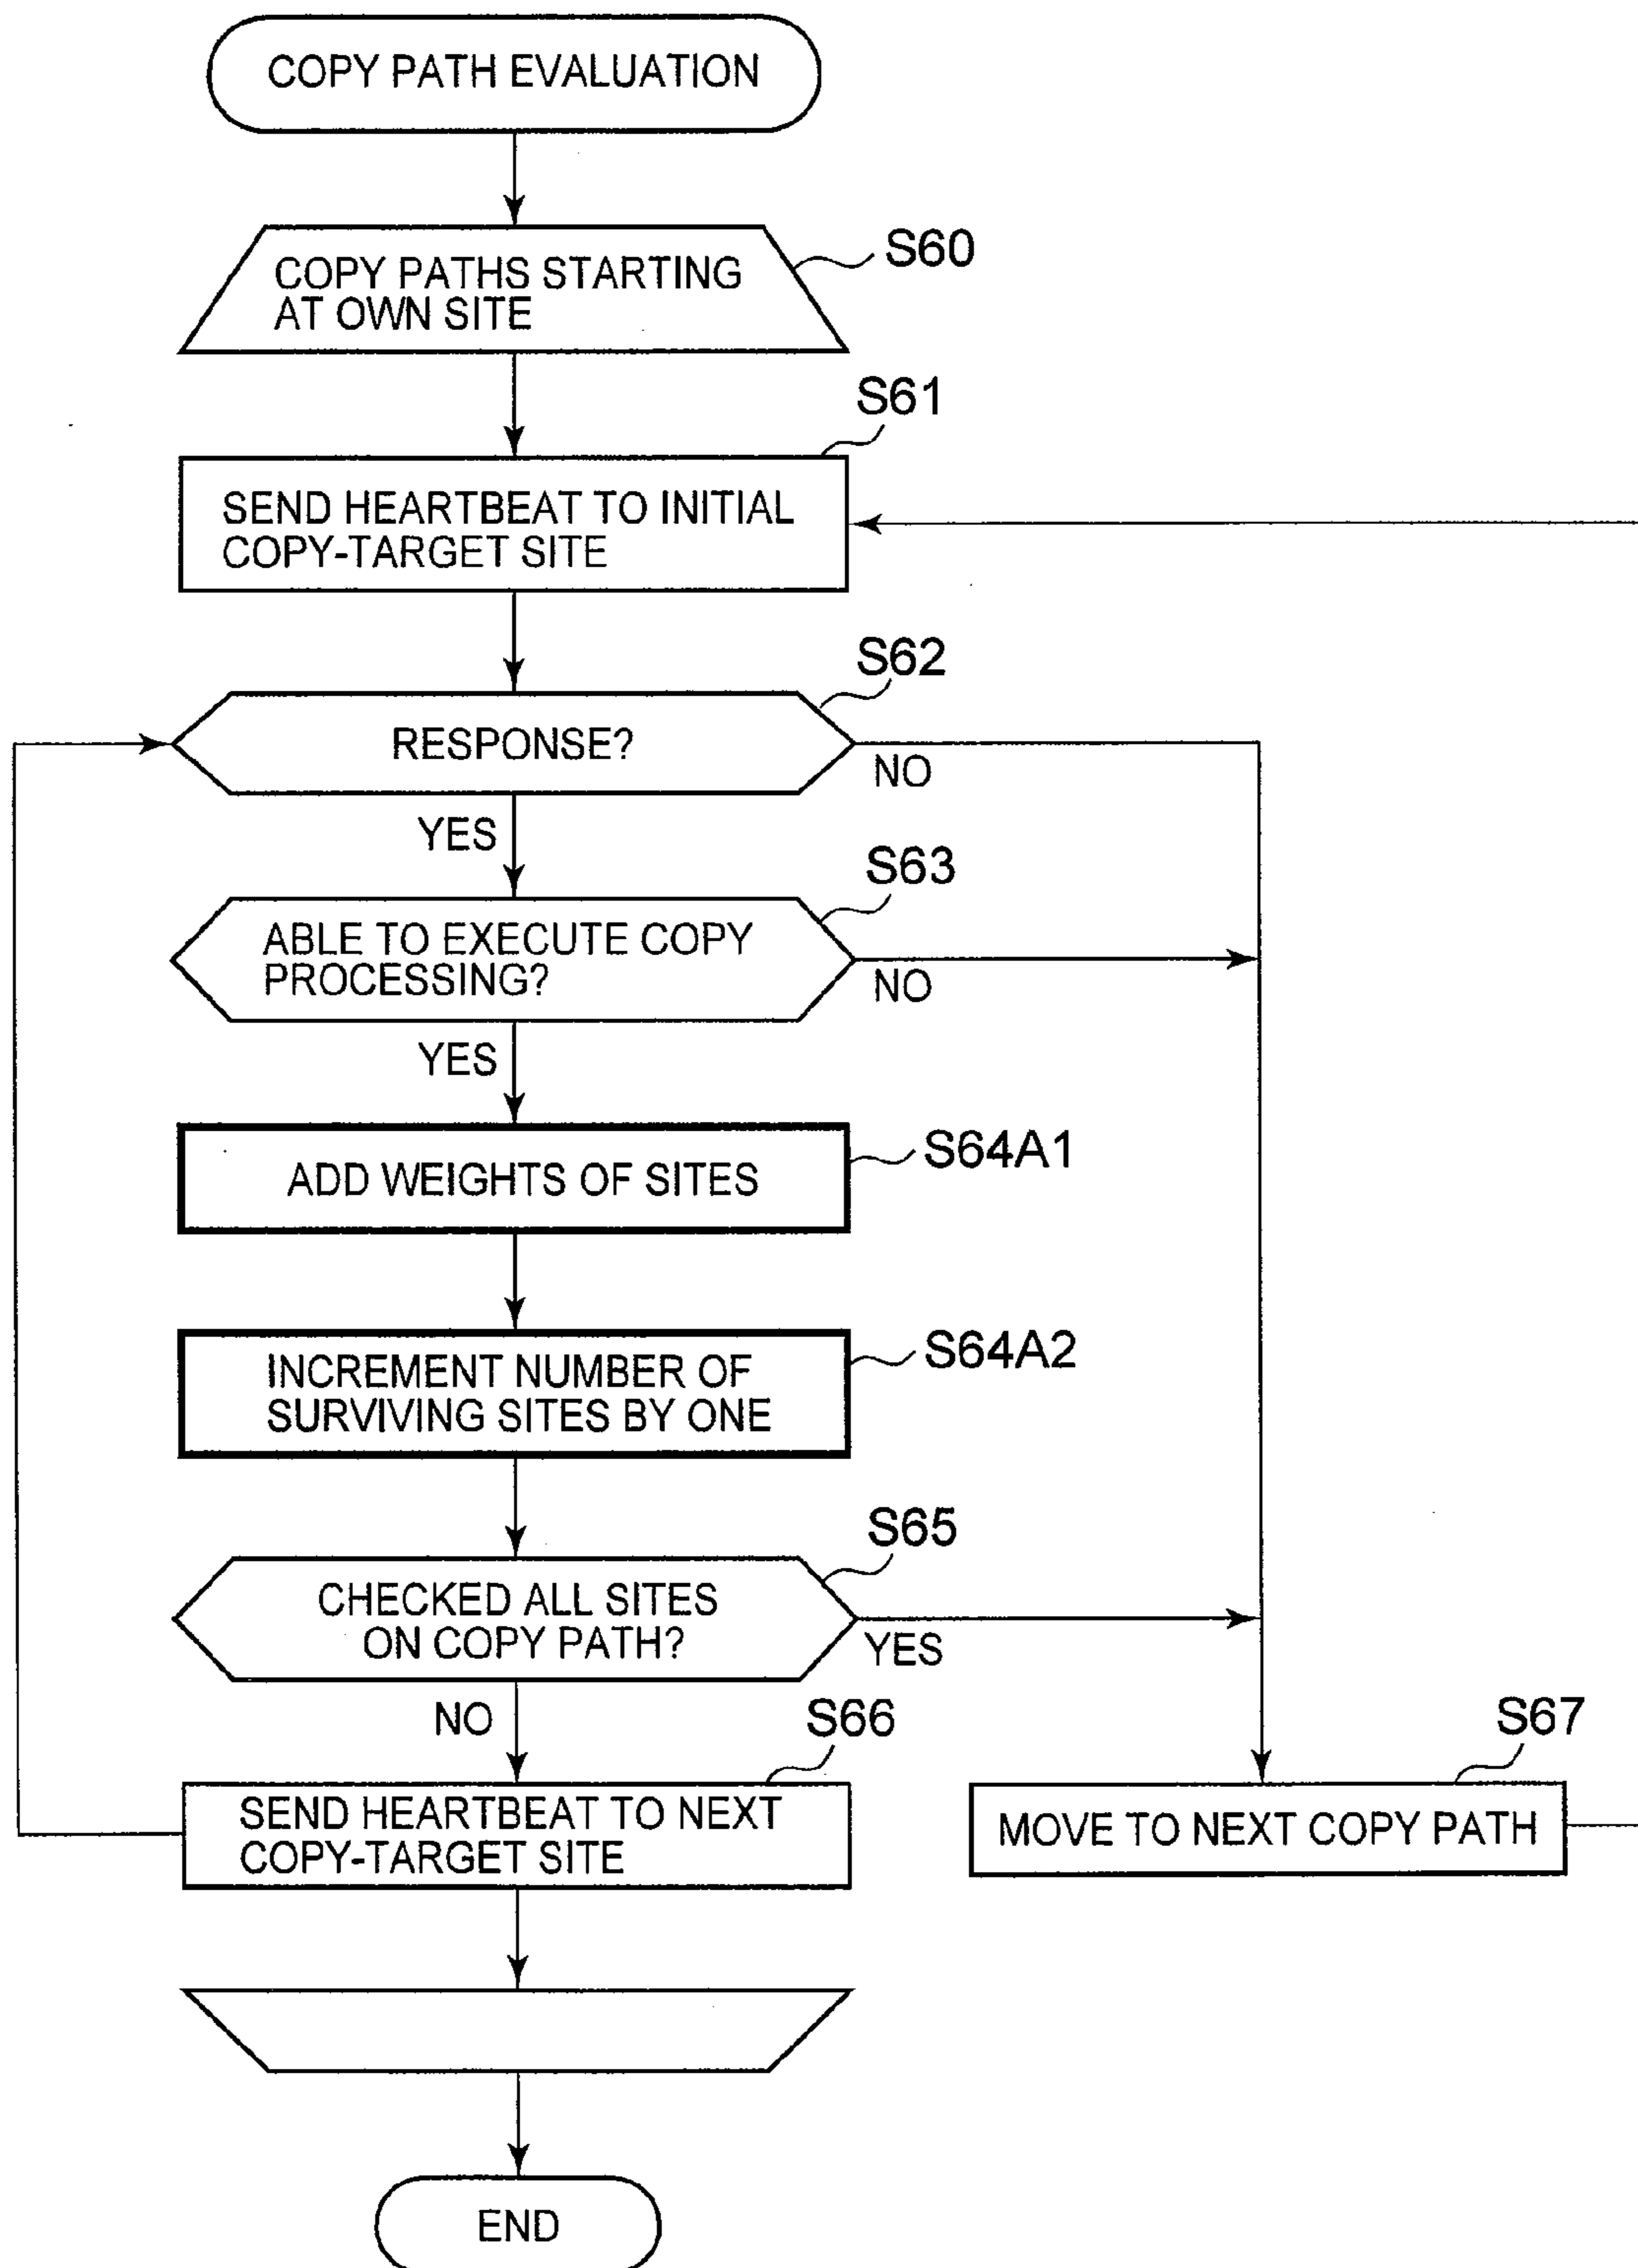 COPY PATH EVALUATION
S60
COPY PATHS STARTING
AT OWN SITE
S61
SEND HEARTBEAT TO INITIAL
COPY-TARGET SITE
S62
RESPONSE?
NO
YES
S63
ABLE TO EXECUTE COPY
PROCESSING?
NO
YES
S64A1
ADD WEIGHTS OF SITES
S64A2
INCREMENT NUMBER OF
SURVIVING SITES BY ONE
S65
CHECKED ALL SITES
ON COPY PATH?
YES
NO
S66
SEND HEARTBEAT TO NEXT
COPY-TARGET SITE
S67
MOVE TO NEXT COPY PATH
END